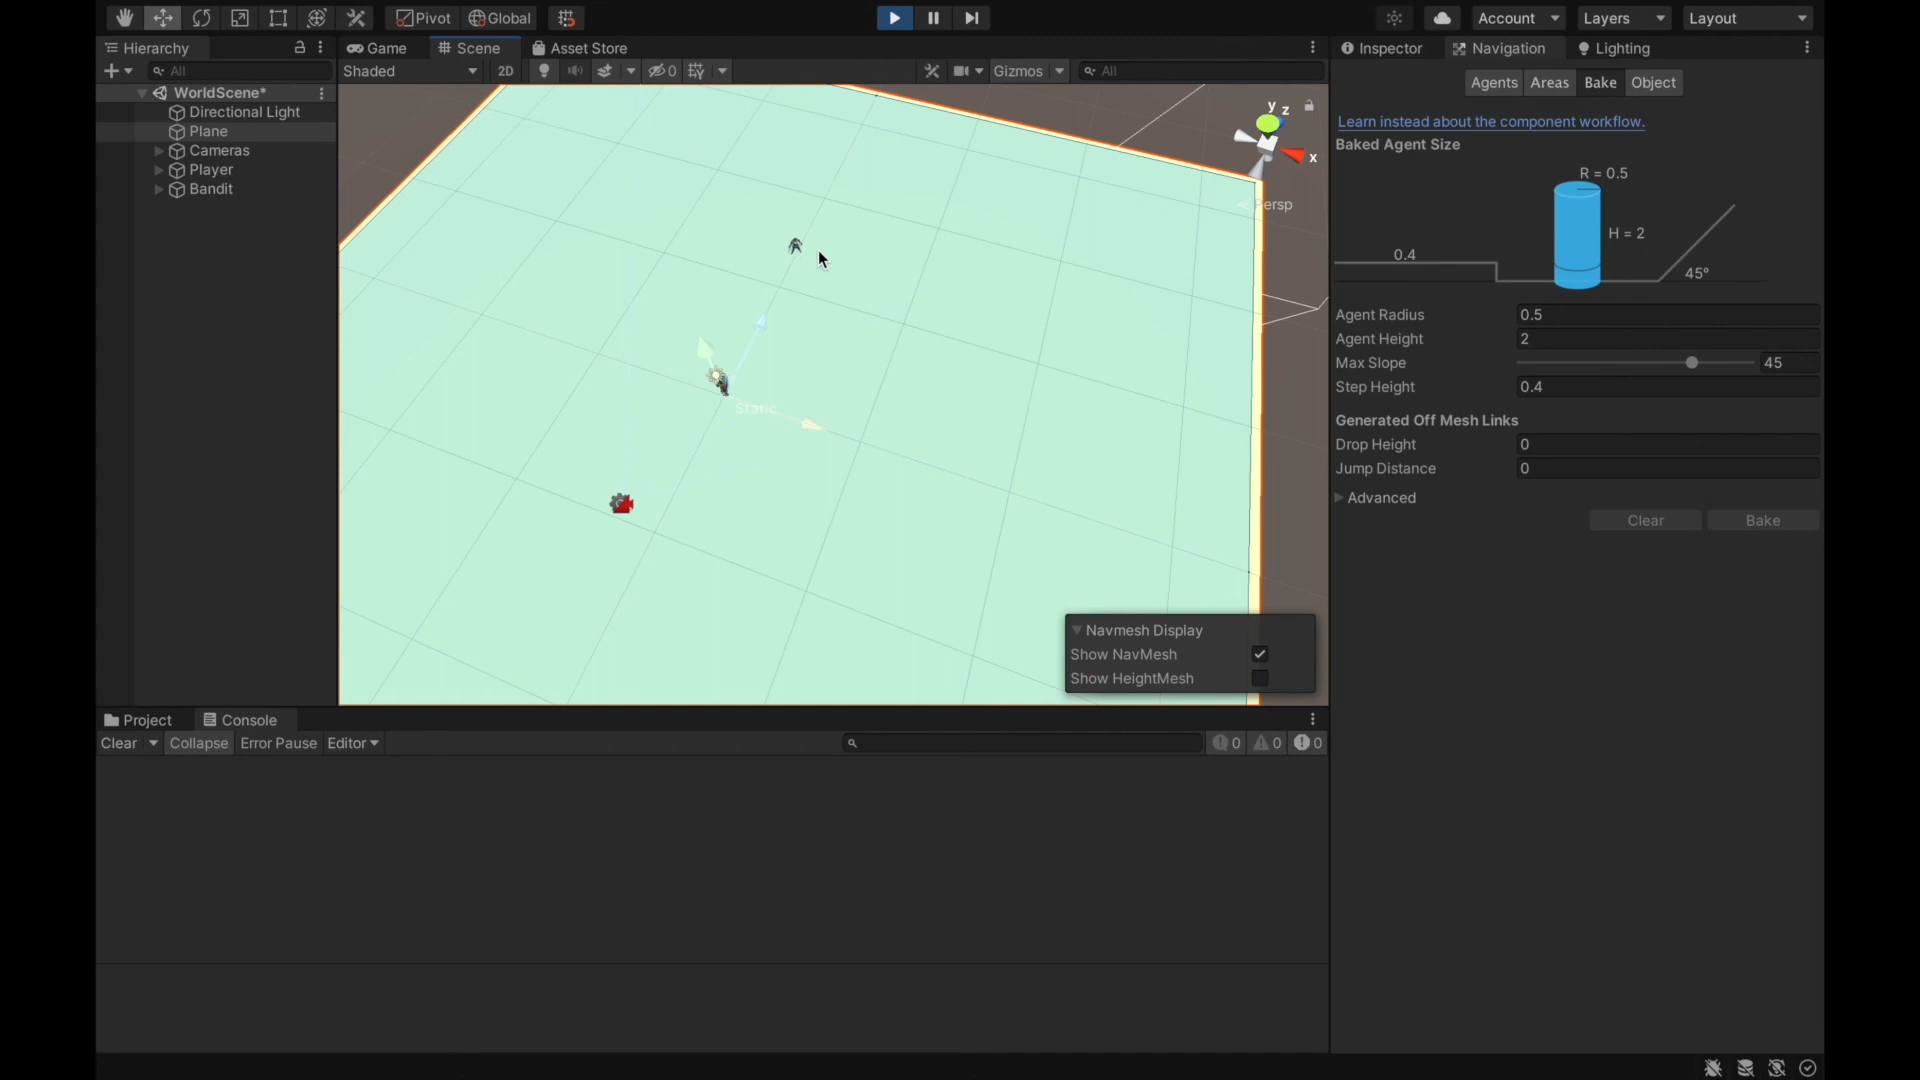 Pivot Global Account Layers Layout
Hierarchy Game Scene Asset Store Inspector Navigation Lighting
All Shaded 2D 0 Gizmos All
WorldScene*
Directional Light
Plane
Cameras
Player
Bandit
y z
x
Persp
Static
Navmesh Display
Show NavMesh
Show HeightMesh
Agents Areas Bake Object
Learn instead about the component workflow.
Baked Agent Size
R = 0.5
H = 2
0.4
45°
Agent Radius 0.5
Agent Height 2
Max Slope 45
Step Height 0.4
Generated Off Mesh Links
Drop Height 0
Jump Distance 0
Advanced
Clear Bake
Project Console
Clear Collapse Error Pause Editor 0 0 0